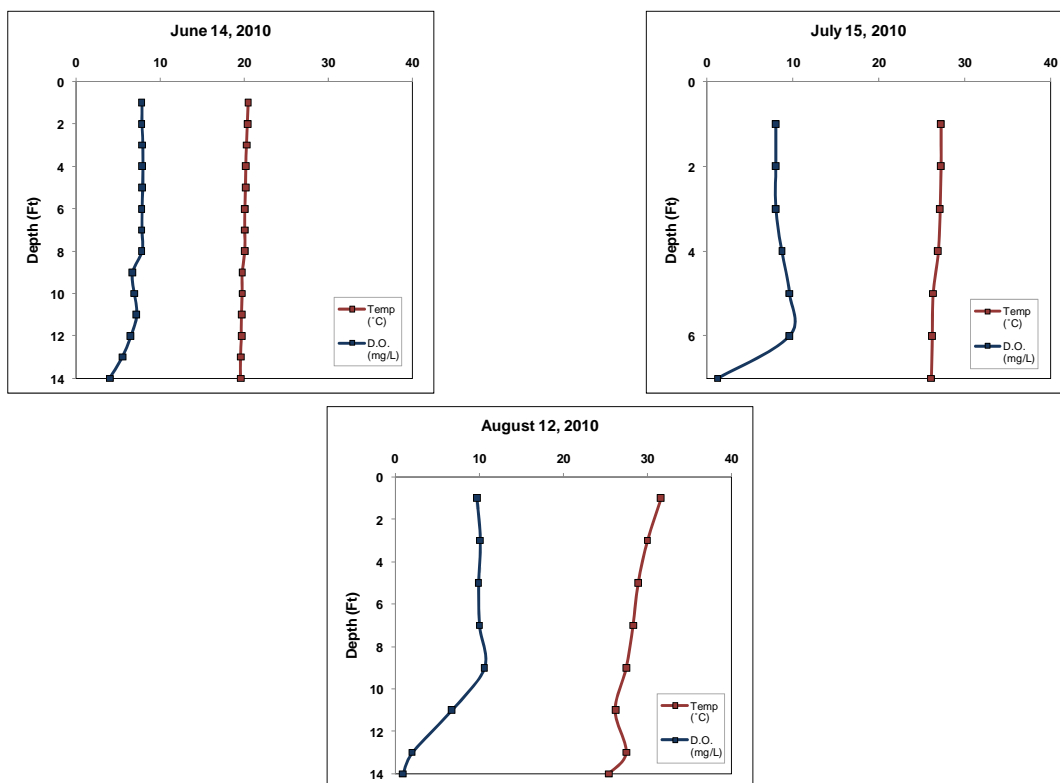 June 14, 2010
0 10 20 30 40
0
2
4
6
8
10
12
14
Depth (Ft)
Temp
(˚C)
D.O.
(mg/L)
July 15, 2010
0 10 20 30 40
0
2
4
6
Depth (Ft)
Temp
(˚C)
D.O.
(mg/L)
August 12, 2010
0 10 20 30 40
0
2
4
6
8
10
12
14
Depth (Ft)
Temp
(˚C)
D.O.
(mg/L)